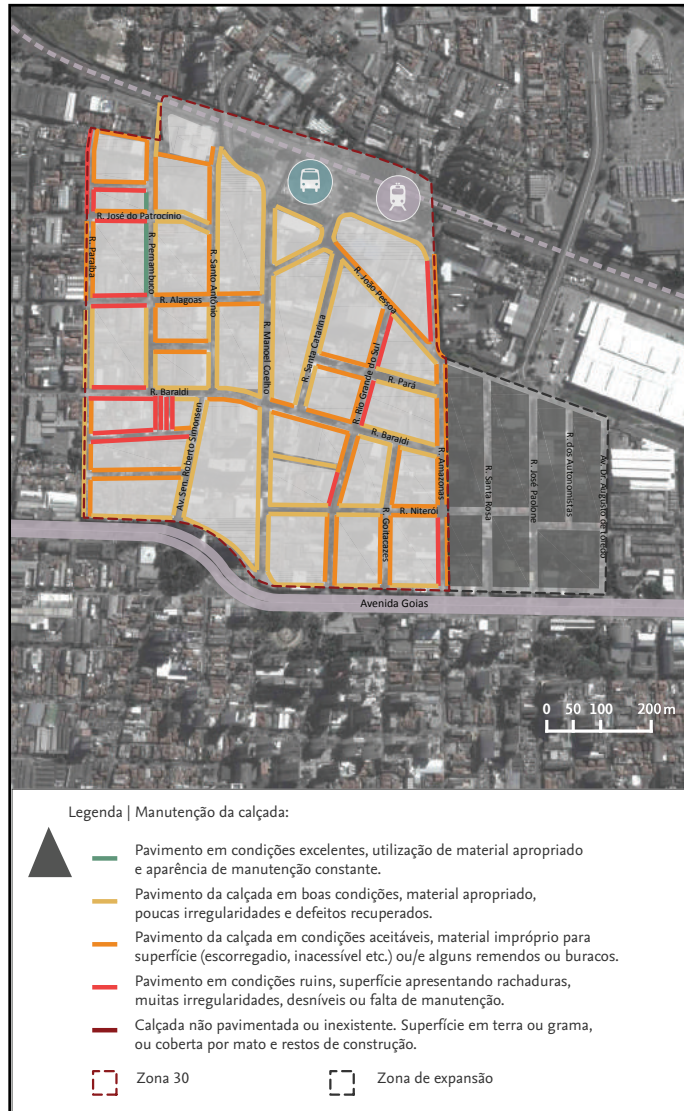 R. José do Patrocínio
R. Paraíba
R. Pernambuco
R. Santo Antônio
R. Alagoas
R. Manoel Coelho
R. Santa Catarina
R. João Pessoa
R. Rio Grande do Sul
R. Pará
R. Baraldi
R. Baraldi
Av. Sen. Roberto Simonsen
R. Amazonas
R. Niterói
R. Goitacazes
R. Santa Rosa
R. José Paolone
R. dos Autonomistas
Av. Dr. Augusto de Toledo
Avenida Goias
0 50 100 200 m
Legenda | Manutenção da calçada:
Pavimento em condições excelentes, utilização de material apropriado
e aparência de manutenção constante.
Pavimento da calçada em boas condições, material apropriado,
poucas irregularidades e defeitos recuperados.
Pavimento da calçada em condições aceitáveis, material impróprio para
superfície (escorregadio, inacessível etc.) ou/e alguns remendos ou buracos.
Pavimento em condições ruins, superfície apresentando rachaduras,
muitas irregularidades, desníveis ou falta de manutenção.
Calçada não pavimentada ou inexistente. Superfície em terra ou grama,
ou coberta por mato e restos de construção.
Zona 30
Zona de expansão